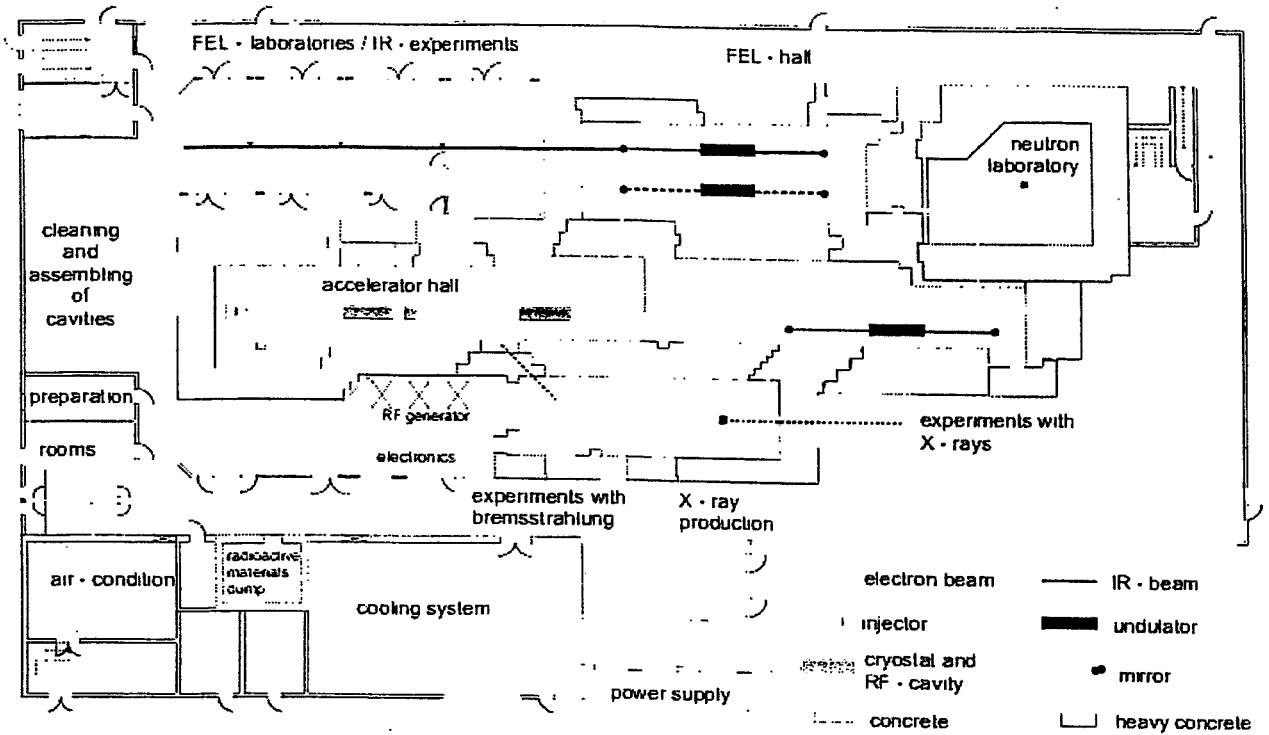 FEL - laboratories / IR - experiments
FEL - hall
neutron
laboratory
cleaning
and
assembling
of
cavities
accelerator hall
preparation
RF generator
experiments with
X - rays
rooms
electronics
experiments with
bremsstrahlung
X - ray
production
radioactive
materials
dump
air - condition
cooling system
power supply
electron beam
IR - beam
injector
undulator
cryostat and
RF - cavity
mirror
concrete
heavy concrete